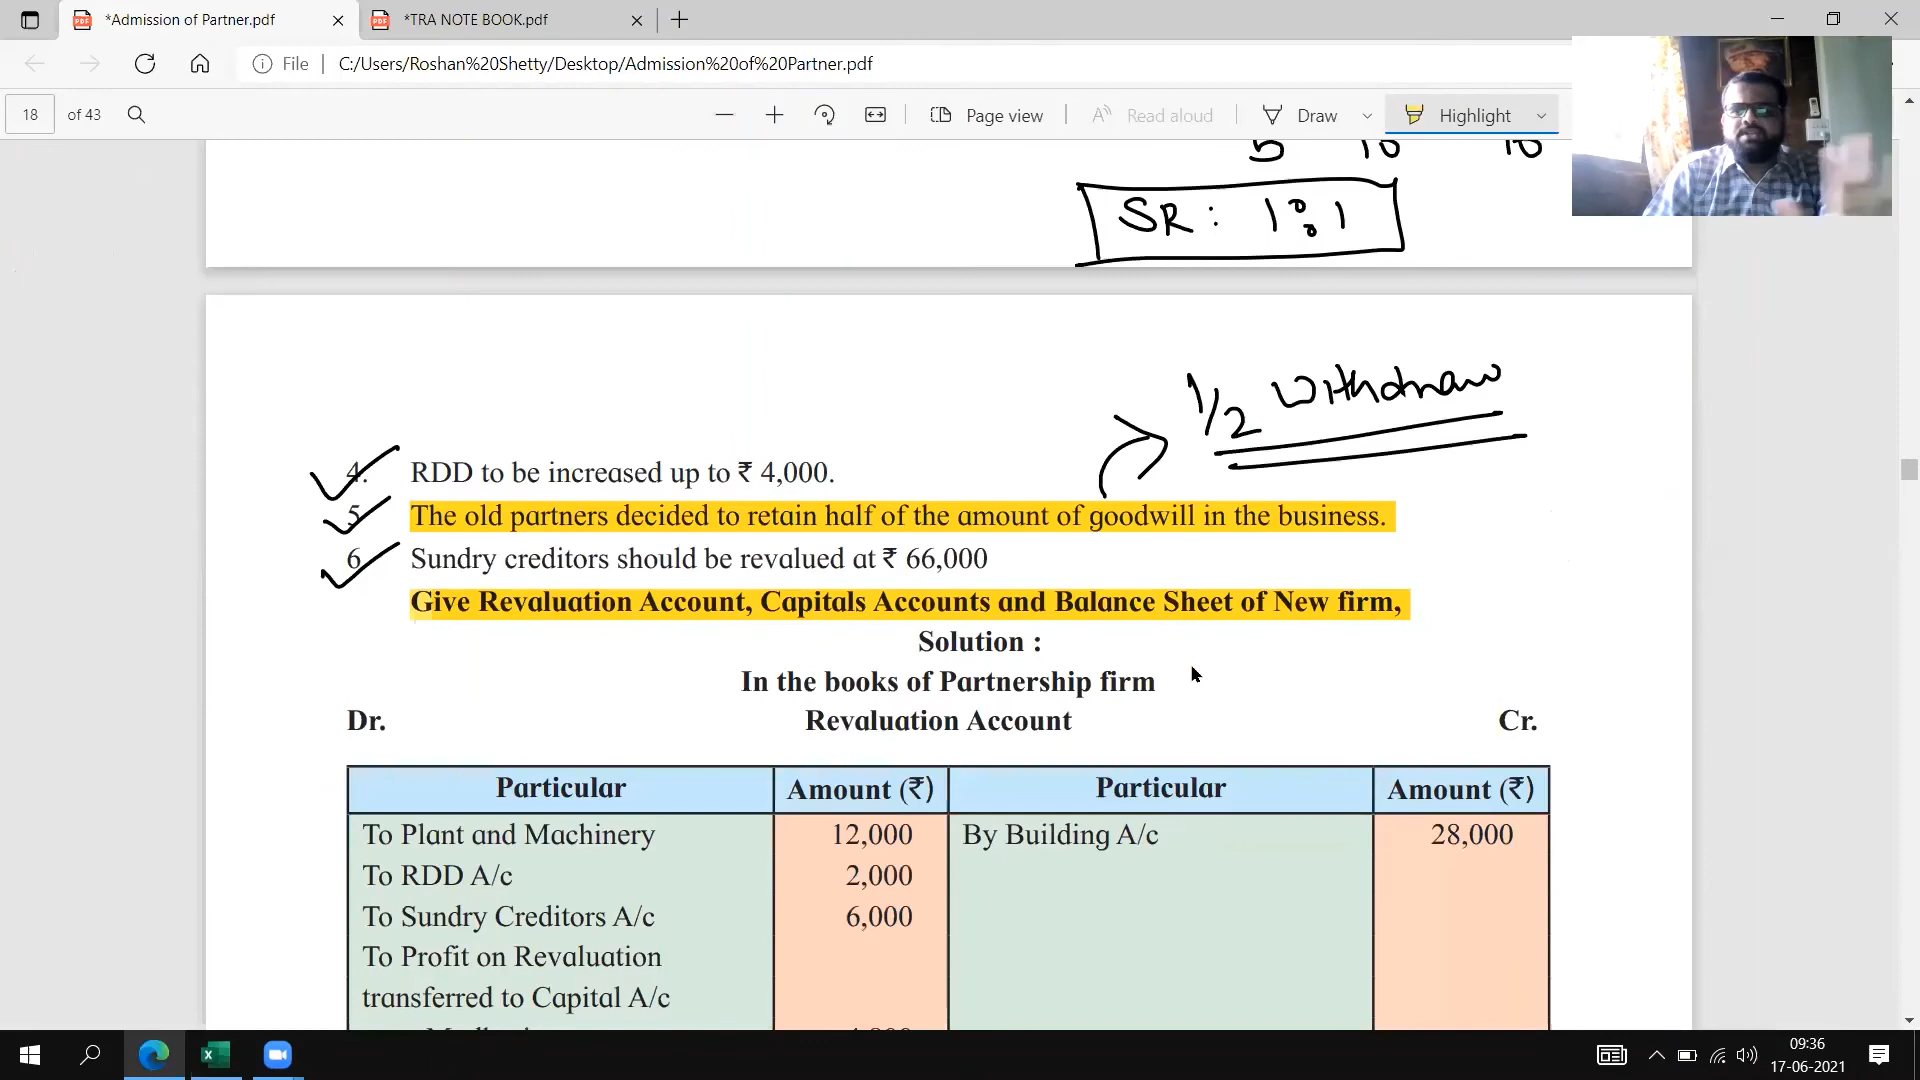 *Admission of Partner.pdf
*TRA NOTE BOOK.pdf
File | C:/Users/Roshan%20Shetty/Desktop/Admission%20of%20Partner.pdf
18 of 43
Page view
Read aloud
Draw
Highlight
5 10 10
SR : 1:1
1/2 Withdraw
4. RDD to be increased up to ₹ 4,000.
5 The old partners decided to retain half of the amount of goodwill in the business.
6 Sundry creditors should be revalued at ₹ 66,000
Give Revaluation Account, Capitals Accounts and Balance Sheet of New firm,
Solution :
In the books of Partnership firm
Dr. Revaluation Account Cr.
Particular Amount (₹) Particular Amount (₹)
To Plant and Machinery 12,000 By Building A/c 28,000
To RDD A/c 2,000
To Sundry Creditors A/c 6,000
To Profit on Revaluation
transferred to Capital A/c
09:36
17-06-2021